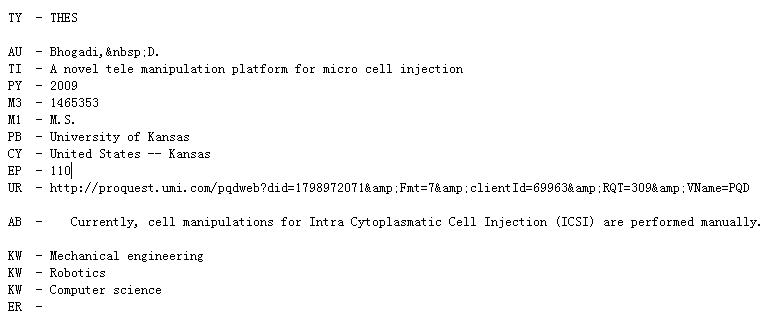 TY - THES
AU - Bhogadi,&nbsp;D.
TI - A novel tele manipulation platform for micro cell injection
PY - 2009
M3 - 1465353
M1 - M.S.
PB - University of Kansas
CY - United States -- Kansas
EP - 110
UR - http://proquest.umi.com/pqdweb?did=1798972071&amp;Fmt=7&amp;clientId=69963&amp;RQT=309&amp;VName=PQD
AB - Currently, cell manipulations for Intra Cytoplasmatic Cell Injection (ICSI) are performed manually.
KW - Mechanical engineering
KW - Robotics
KW - Computer science
ER -